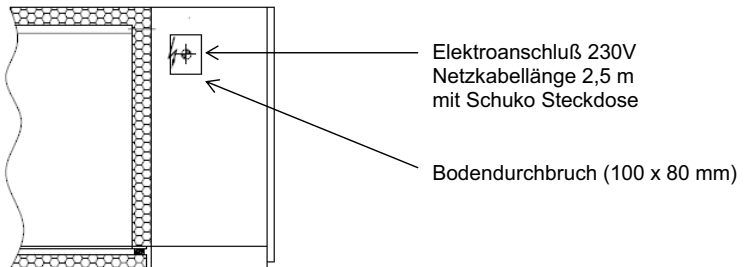 Elektroanschluß 230V
Netzkabellänge 2,5 m
mit Schuko Steckdose
Bodendurchbruch (100 x 80 mm)